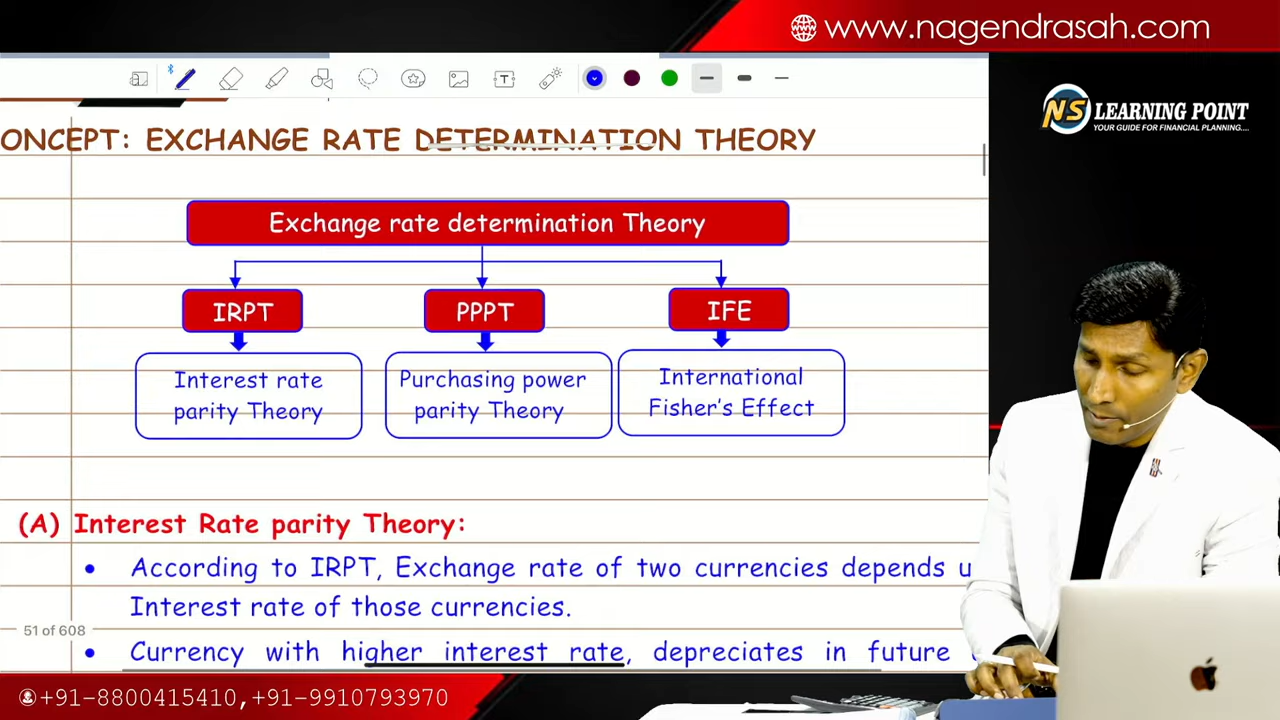 www.nagendrasah.com
NS LEARNING POINT
YOUR GUIDE FOR FINANCIAL PLANNING....
ONCEPT: EXCHANGE RATE DETERMINATION THEORY
Exchange rate determination Theory
IRPT
PPPT
IFE
Interest rate
parity Theory
Purchasing power
parity Theory
International
Fisher's Effect
(A) Interest Rate parity Theory:
• According to IRPT, Exchange rate of two currencies depends u
Interest rate of those currencies.
51 of 608
• Currency with higher interest rate, depreciates in future
+91-8800415410,+91-9910793970